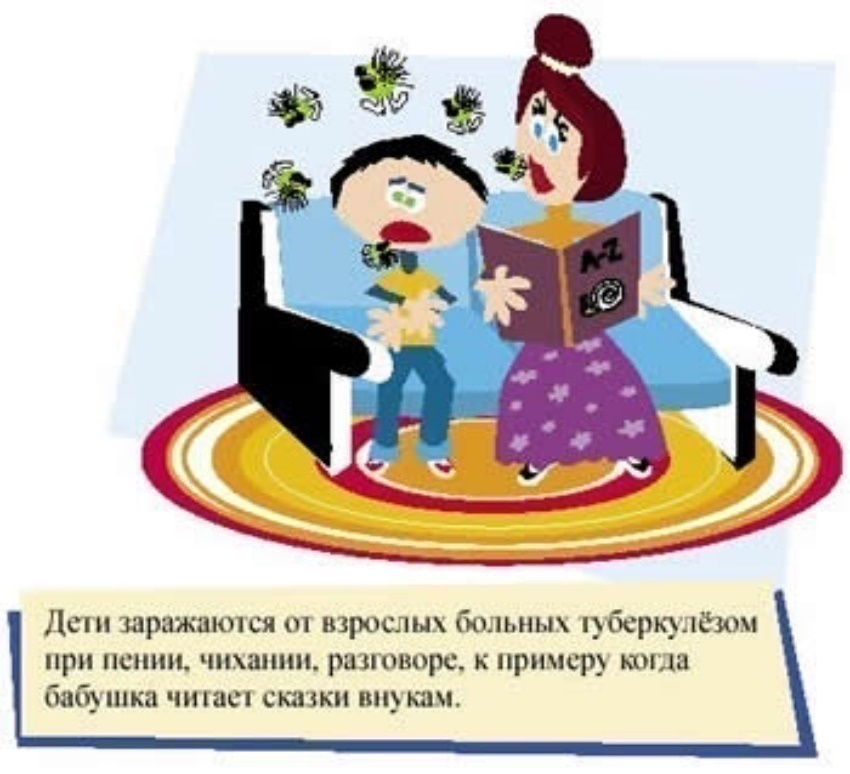 A-Z
Дети заражаются от взрослых больных туберкулёзом
при пении, чихании, разговоре, к примеру когда
бабушка читает сказки внукам.